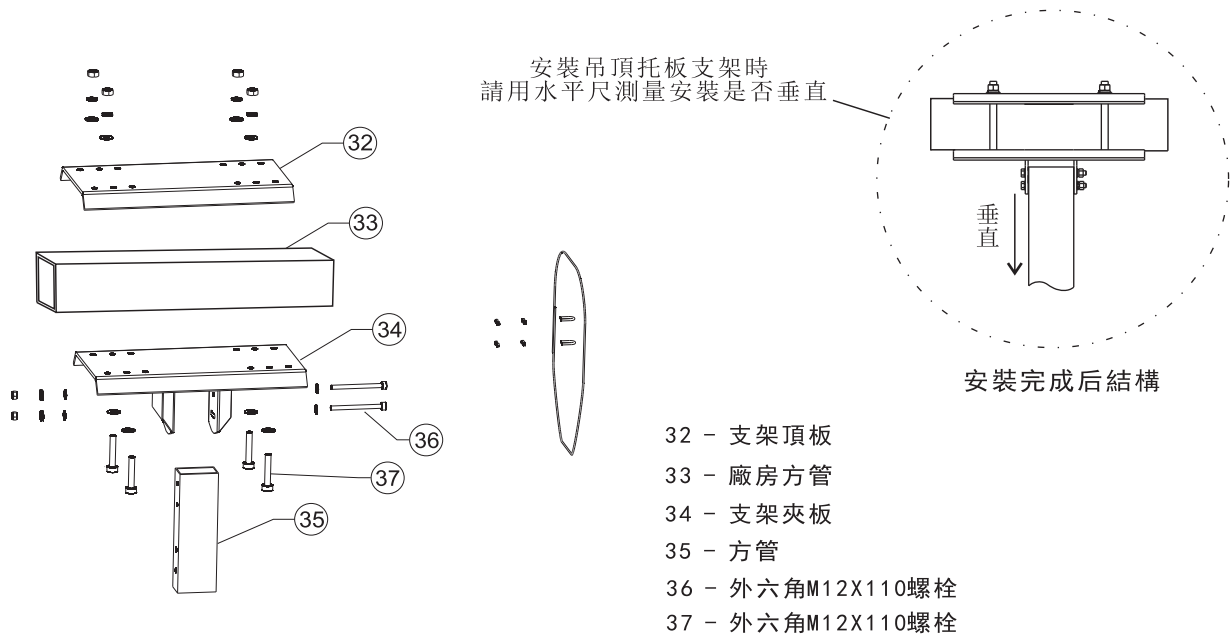 安裝吊頂托板支架時
請用水平尺測量安裝是否垂直
垂直
安裝完成后結構
32
33
34
36
37
35
32 - 支架頂板
33 - 廠房方管
34 - 支架夾板
35 - 方管
36 - 外六角M12X110螺栓
37 - 外六角M12X110螺栓